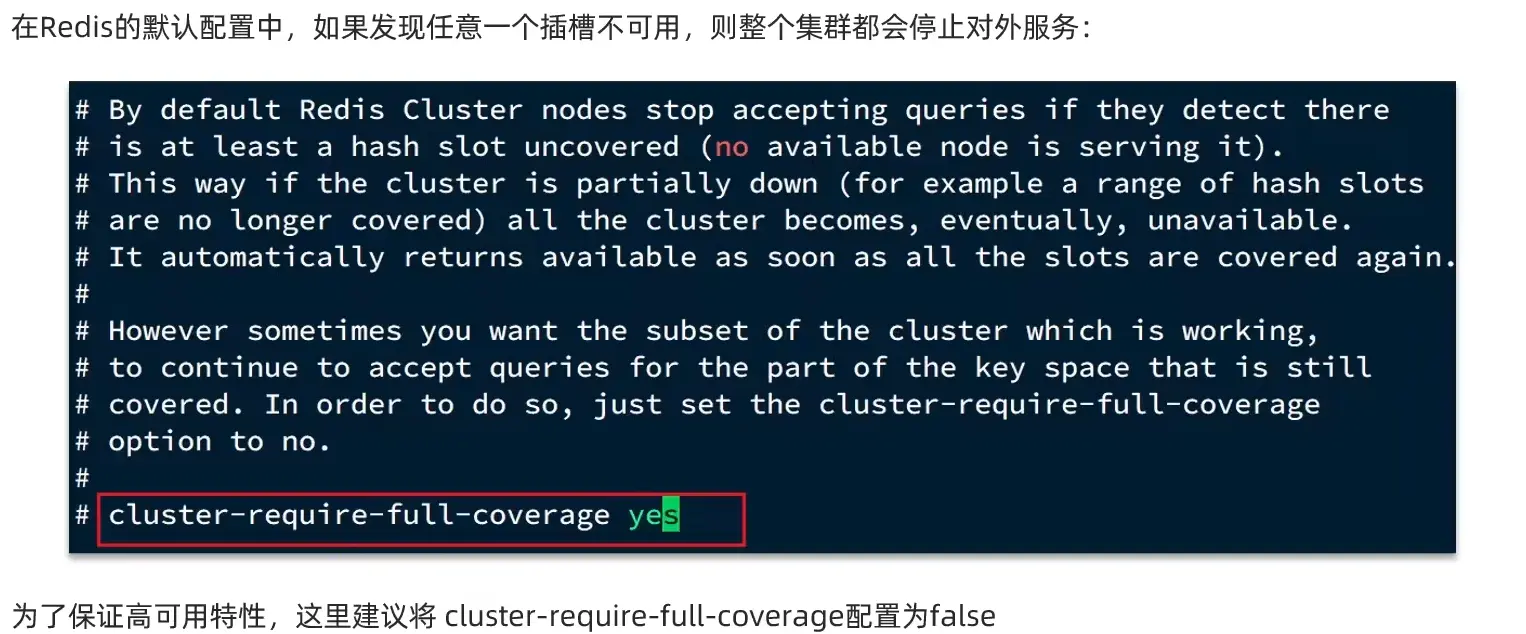 在Redis的默认配置中，如果发现任意一个插槽不可用，则整个集群都会停止对外服务：
# By default Redis Cluster nodes stop accepting queries if they detect there
# is at least a hash slot uncovered (no available node is serving it).
# This way if the cluster is partially down (for example a range of hash slots
# are no longer covered) all the cluster becomes, eventually, unavailable.
# It automatically returns available as soon as all the slots are covered again.
#
# However sometimes you want the subset of the cluster which is working,
# to continue to accept queries for the part of the key space that is still
# covered. In order to do so, just set the cluster-require-full-coverage
# option to no.
#
# cluster-require-full-coverage yes
为了保证高可用特性，这里建议将 cluster-require-full-coverage配置为false